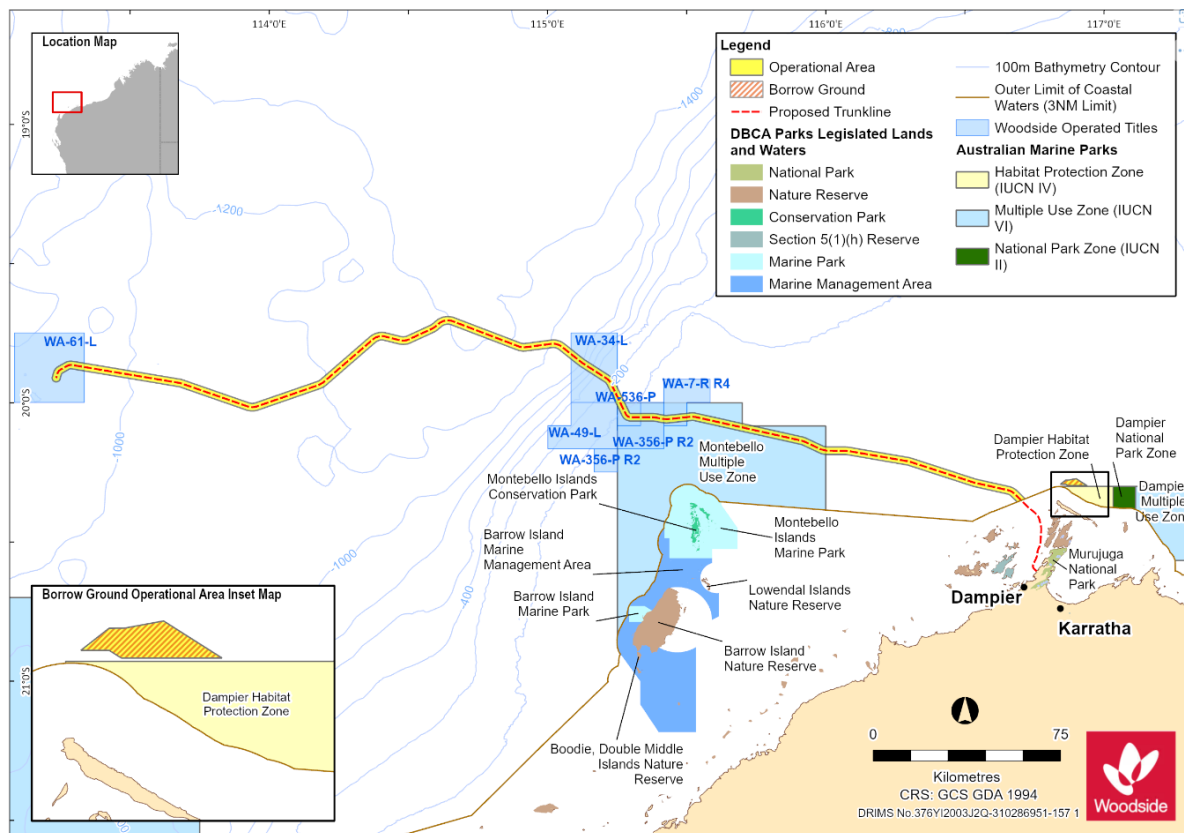 114°0'E
115°0'E
116°0'E
117°0'E
Location Map
19°0'S
20°0'S
21°0'S
Legend
Operational Area
Borrow Ground
Proposed Trunkline
DBCA Parks Legislated Lands
and Waters
National Park
Nature Reserve
Conservation Park
Section 5(1)(h) Reserve
Marine Park
Marine Management Area
100m Bathymetry Contour
Outer Limit of Coastal
Waters (3NM Limit)
Woodside Operated Titles
Australian Marine Parks
Habitat Protection Zone
(IUCN IV)
Multiple Use Zone (IUCN
VI)
National Park Zone (IUCN
II)
-1400
-1200
-1000
-200
-1000
-400
WA-61-L
WA-34-L
WA-7-R R4
WA-536-P
WA-49-L
WA-356-P R2
WA-356-P R2
Montebello
Multiple
Use Zone
Dampier Habitat
Protection Zone
Dampier
National
Park Zone
Dampier
Multiple
Use Zone
Montebello Islands
Conservation Park
Barrow Island
Marine
Management Area
Barrow Island
Marine Park
Montebello
Islands
Marine Park
Lowendal Islands
Nature Reserve
Barrow Island
Nature Reserve
Boodie, Double Middle
Islands Nature
Reserve
Murujuga
National
Park
Dampier
Karratha
Borrow Ground Operational Area Inset Map
Dampier Habitat
Protection Zone
0
75
Kilometres
CRS: GCS GDA 1994
DRIMS No.376YI2003J2Q-310286951-157 1
Woodside